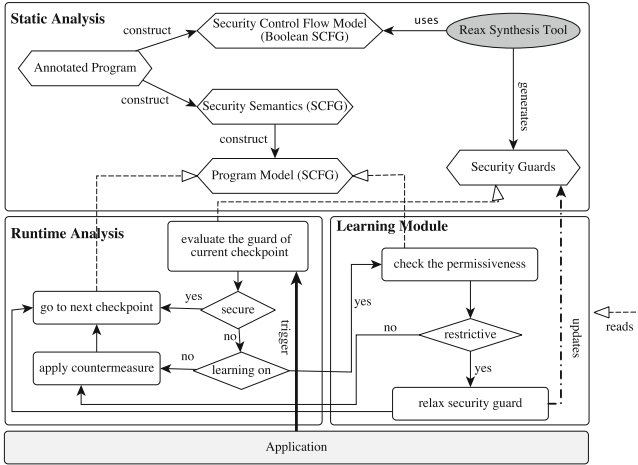 Static Analysis
construct
Security Control Flow Model
(Boolean SCFG)
uses
Reax Synthesis Tool
Annotated Program
construct
Security Semantics (SCFG)
generates
construct
Program Model (SCFG)
Security Guards
Runtime Analysis
evaluate the guard of
current checkpoint
Learning Module
check the permissiveness
go to next checkpoint
yes
secure
yes
trigger
no
no
restrictive
updates
reads
apply countermeasure
no
learning on
yes
relax security guard
Application